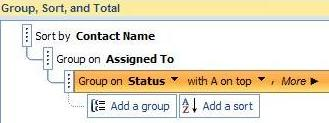 Group, Sort, and Total
Sort by Contact Name
Group on Assigned To
Group on Status ▼ with A on top ▼ , More ►
Add a group A Z Add a sort